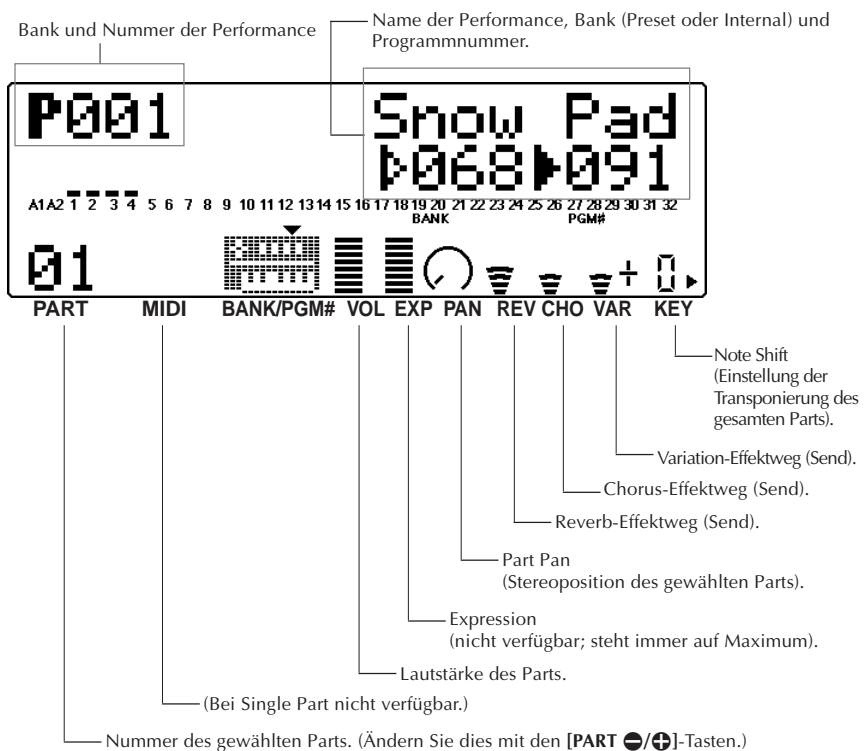 Bank und Nummer der Performance
Name der Performance, Bank (Preset oder Internal) und
Programmnummer.
P001 Snow Pad
068 091
A1 A2 1 2 3 4 5 6 7 8 9 10 11 12 13 14 15 16 17 18 19 20 21 22 23 24 25 26 27 28 29 30 31 32
BANK PGM#
01 0
PART MIDI BANK/PGM# VOL EXP PAN REV CHO VAR KEY
Note Shift
(Einstellung der
Transponierung des
gesamten Parts).
Variation-Effektweg (Send).
Chorus-Effektweg (Send).
Reverb-Effektweg (Send).
Part Pan
(Stereoposition des gewählten Parts).
Expression
(nicht verfügbar; steht immer auf Maximum).
Lautstärke des Parts.
(Bei Single Part nicht verfügbar.)
Nummer des gewählten Parts. (Ändern Sie dies mit den [PART ⊖/⊕]-Tasten.)